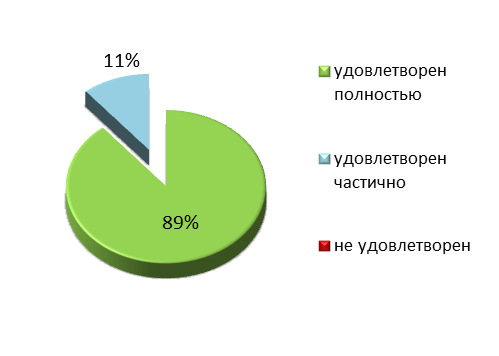 11%
89%
удовлетворен
полностью
удовлетворен
частично
не удовлетворен